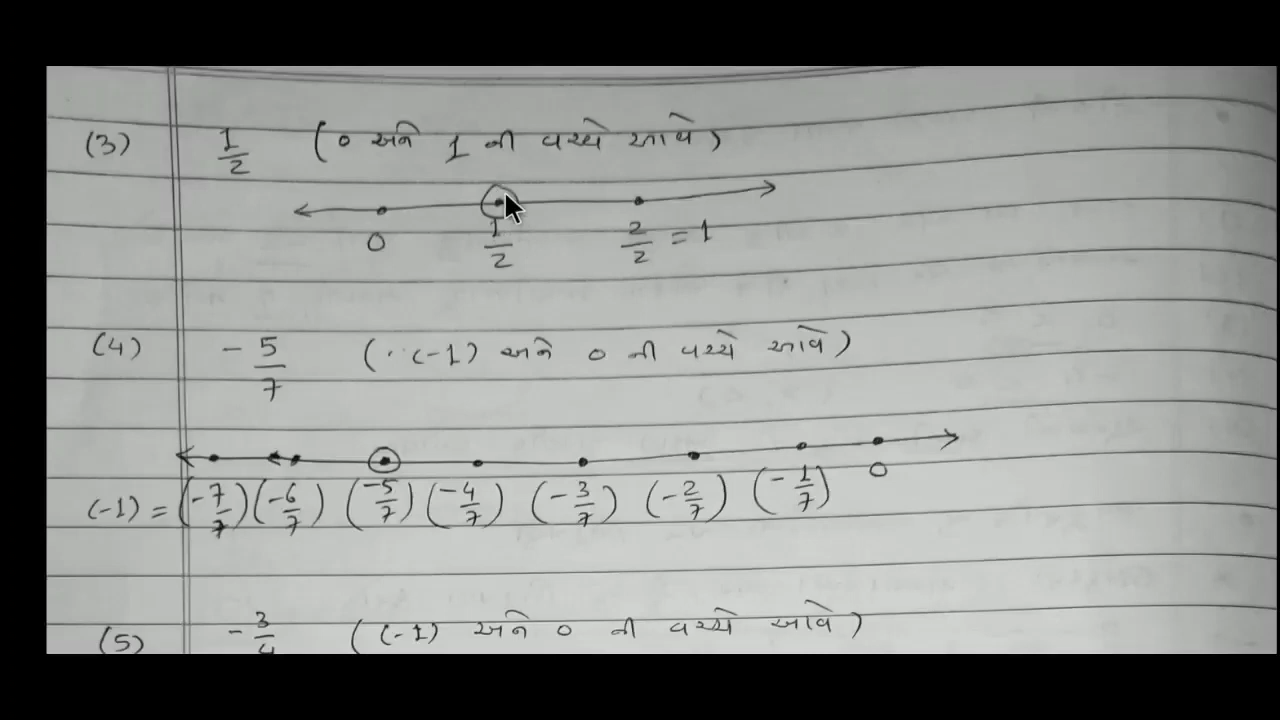 (3) 1/2 (0 અને 1 ની વચ્ચે આવે)
0 1/2 2/2 = 1
(4) - 5/7 ((-1) અને 0 ની વચ્ચે આવે)
0
(-1) = (-7/7) (-6/7) (-5/7) (-4/7) (-3/7) (-2/7) (-1/7)
(5) - 3/4 ((-1) અને 0 ની વચ્ચે આવે)